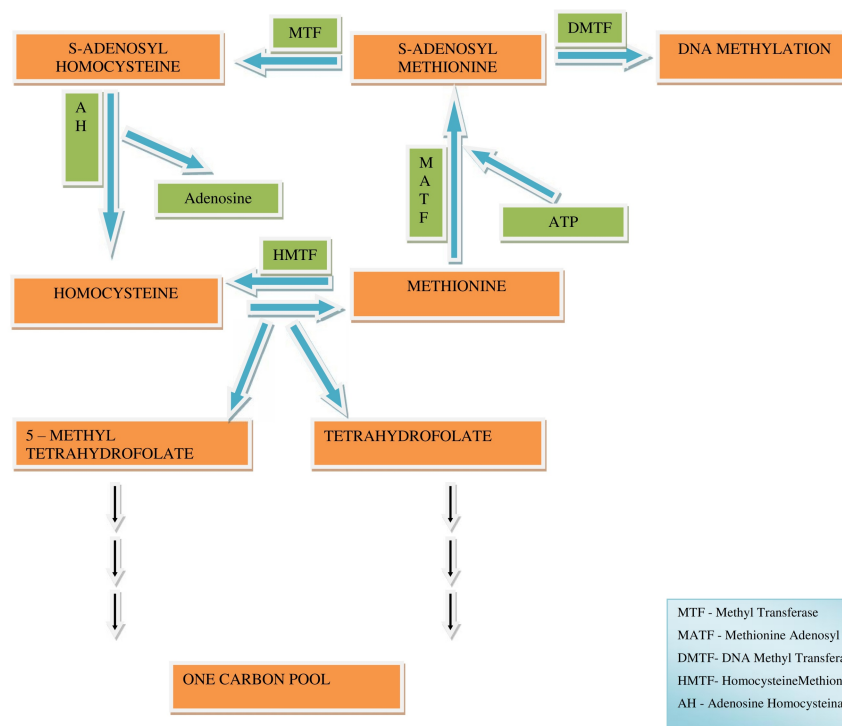 MTF
DMTF
S-ADENOSYL
HOMOCYSTEINE
S-ADENOSYL
METHIONINE
DNA METHYLATION
A
H
Adenosine
M
A
T
F
ATP
HMTF
HOMOCYSTEINE
METHIONINE
5 – METHYL
TETRAHYDROFOLATE
TETRAHYDROFOLATE
ONE CARBON POOL
MTF - Methyl Transferase
MATF - Methionine Adenosyl
DMTF- DNA Methyl Transfera
HMTF- HomocysteineMethion
AH - Adenosine Homocysteina